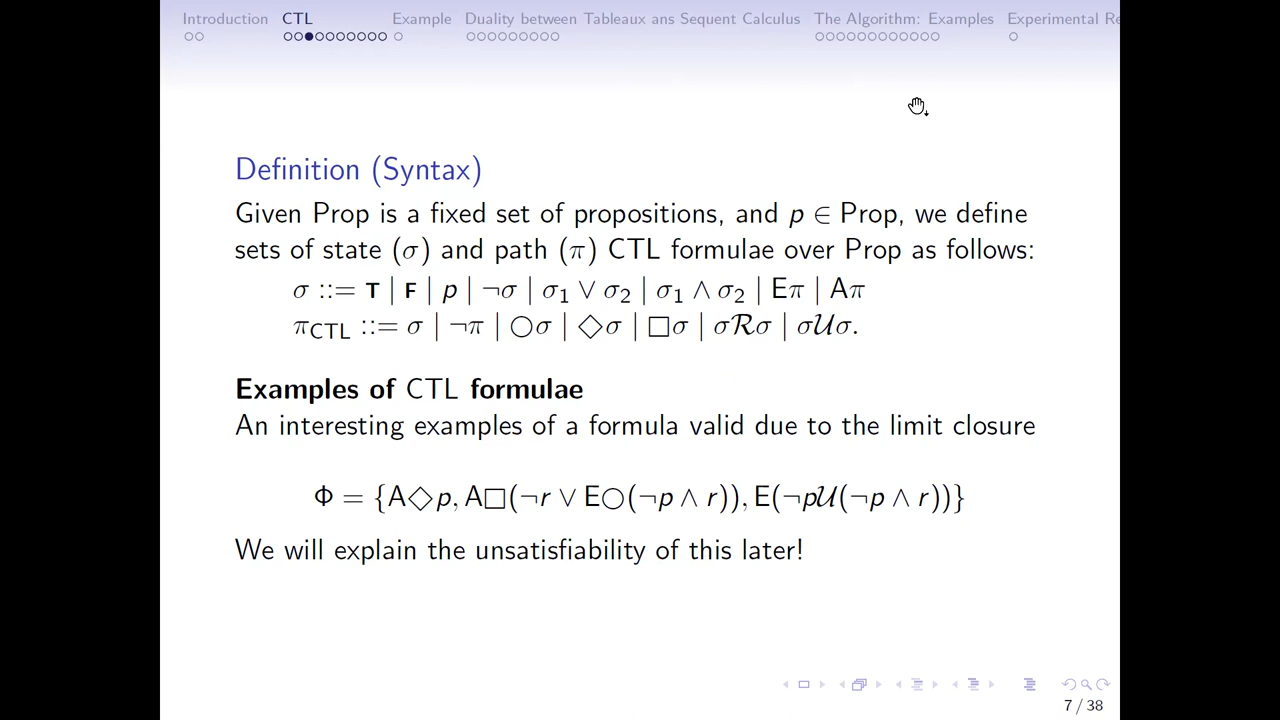 Introduction CTL Example Duality between Tableaux ans Sequent Calculus The Algorithm: Examples Experimental Re
Definition (Syntax)
Given Prop is a fixed set of propositions, and p ∈ Prop, we define
sets of state (σ) and path (π) CTL formulae over Prop as follows:
σ ::= T | F | p | ¬σ | σ₁ ∨ σ₂ | σ₁ ∧ σ₂ | Eπ | Aπ
π_CTL ::= σ | ¬π | ○σ | ◇σ | □σ | σℛσ | σ𝒰σ.
Examples of CTL formulae
An interesting examples of a formula valid due to the limit closure
Φ = {A◇p, A□(¬r ∨ E○(¬p ∧ r)), E(¬p𝒰(¬p ∧ r))}
We will explain the unsatisfiability of this later!
7 / 38